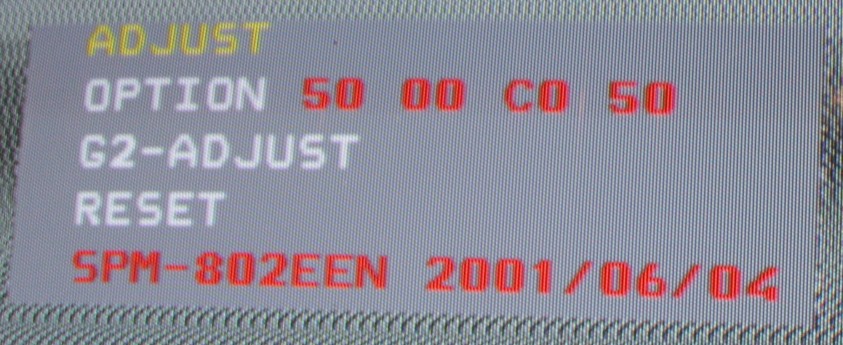 ADJUST
OPTION 50 00 C0 50
G2-ADJUST
RESET
SPM-802EEN 2001/06/04